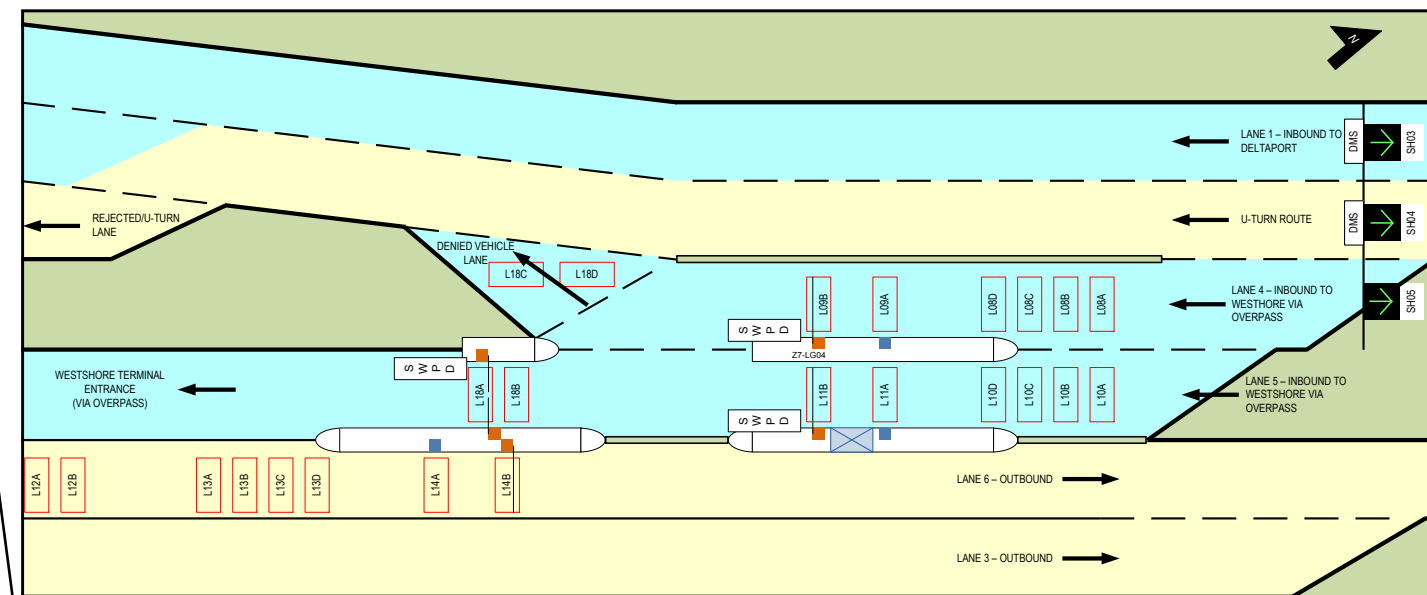 N
LANE 1 – INBOUND TO
DELTAPORT
DMS
SH03
REJECTED/U-TURN
LANE
U-TURN ROUTE
DMS
SH04
DENIED VEHICLE
LANE
L18C
L18D
L09B
L09A
L08D
L08C
L08B
L08A
LANE 4 – INBOUND TO
WESTHORE VIA
OVERPASS
SH05
S W P D
Z7-LG04
S W P D
WESTSHORE TERMINAL
ENTRANCE
(VIA OVERPASS)
L18A
L18B
L11B
L11A
L10D
L10C
L10B
L10A
LANE 5 – INBOUND TO
WESTSHORE VIA
OVERPASS
S W P D
L12A
L12B
L13A
L13B
L13C
L13D
L14A
L14B
LANE 6 – OUTBOUND
LANE 3 – OUTBOUND